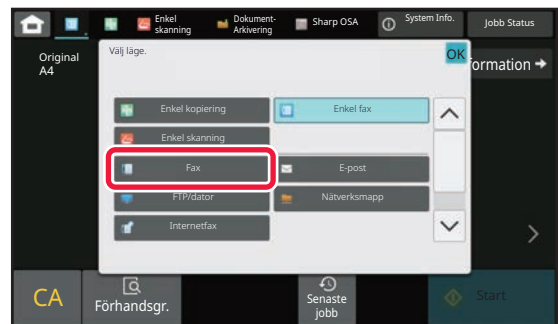 Enkel
skanning
Dokument-
Arkivering
Sharp OSA
System Info.
Jobb Status
Original
A4
Välj läge.
OK
ormation
Enkel kopiering
Enkel fax
Enkel skanning
Fax
E-post
FTP/dator
Nätverksmapp
Internetfax
CA
Förhandsgr.
Senaste
jobb
Start